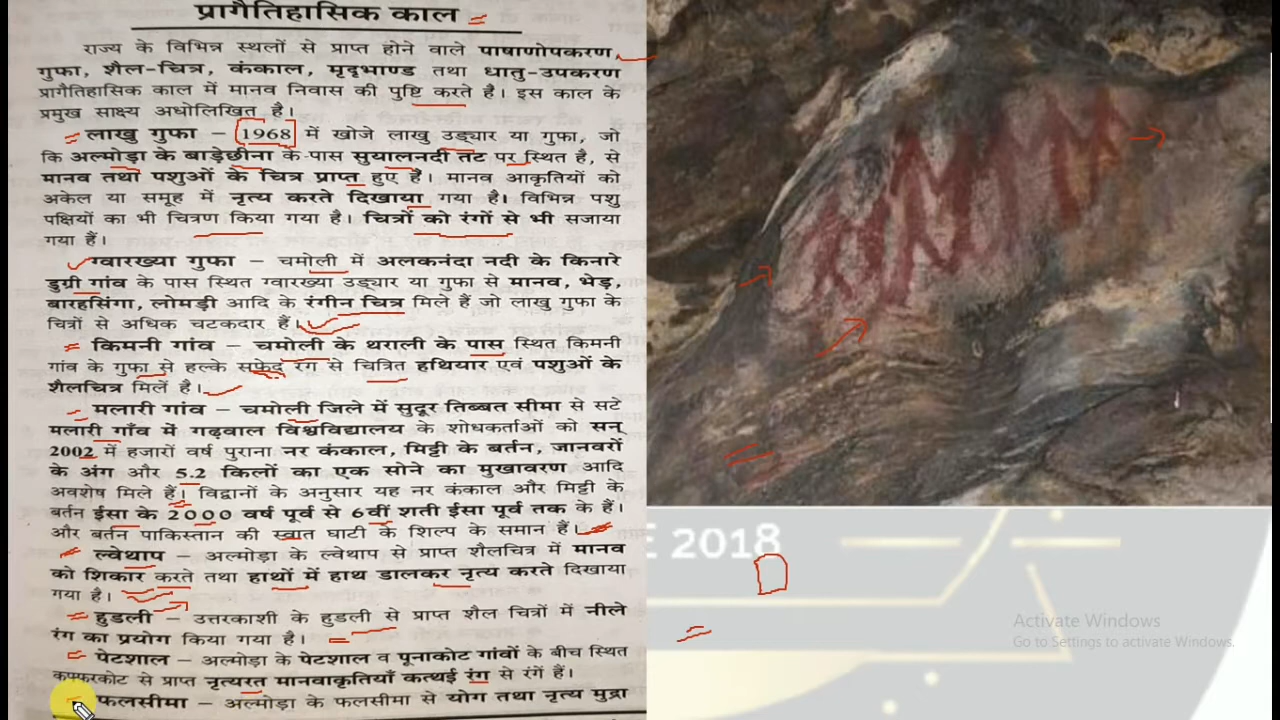 प्रागैतिहासिक काल
राज्य के विभिन्न स्थलों से प्राप्त होने वाले पाषाणोपकरण,
गुफा, शैल-चित्र, कंकाल, मृद्भाण्ड तथा धातु-उपकरण
प्रागैतिहासिक काल में मानव निवास की पुष्टि करते है। इस काल के
प्रमुख साक्ष्य अधोलिखित है।
लाखु गुफा – 1968 में खोजे लाखु उड्यार या गुफा, जो
कि अल्मोड़ा के बाड़ेछीना के पास सुयालनदी तट पर स्थित है, से
मानव तथा पशुओं के चित्र प्राप्त हुए हैं। मानव आकृतियों को
अकेल या समूह में नृत्य करते दिखाया गया है। विभिन्न पशु
पक्षियों का भी चित्रण किया गया है। चित्रों को रंगों से भी सजाया
गया हैं।
ग्वारख्या गुफा – चमोली में अलकनंदा नदी के किनारे
डुग्री गांव के पास स्थित ग्वारख्या उड्यार या गुफा से मानव, भेड़,
बारहसिंगा, लोमड़ी आदि के रंगीन चित्र मिले हैं जो लाखु गुफा के
चित्रों से अधिक चटकदार हैं।
किमनी गांव – चमोली के थराली के पास स्थित किमनी
गांव के गुफा से हल्के सफेद रंग से चित्रित हथियार एवं पशुओं के
शैलचित्र मिलें है।
मलारी गांव – चमोली जिले में सुदूर तिब्बत सीमा से सटे
मलारी गाँव में गढ़वाल विश्वविद्यालय के शोधकर्ताओं को सन्
2002 में हजारों वर्ष पुराना नर कंकाल, मिट्टी के बर्तन, जानवरों
के अंग और 5.2 किलों का एक सोने का मुखावरण आदि
अवशेष मिले हैं। विद्वानों के अनुसार यह नर कंकाल और मिट्टी के
बर्तन ईसा के 2000 वर्ष पूर्व से 6वीं शती ईसा पूर्व तक के हैं।
और बर्तन पाकिस्तान की स्वात घाटी के शिल्प के समान हैं।
ल्वेथाप – अल्मोड़ा के ल्वेथाप से प्राप्त शैलचित्र में मानव
को शिकार करते तथा हाथों में हाथ डालकर नृत्य करते दिखाया
गया है।
हुडली – उत्तरकाशी के हुडली से प्राप्त शैल चित्रों में नीले
रंग का प्रयोग किया गया है।
पेटशाल – अल्मोड़ा के पेटशाल व पूनाकोट गांवों के बीच स्थित
कफ्फरकोट से प्राप्त नृत्यरत मानवाकृतियाँ कत्थई रंग से रंगें हैं।
फलसीमा – अल्मोड़ा के फलसीमा से योग तथा नृत्य मुद्रा
E 2018
Activate Windows
Go to Settings to activate Windows.